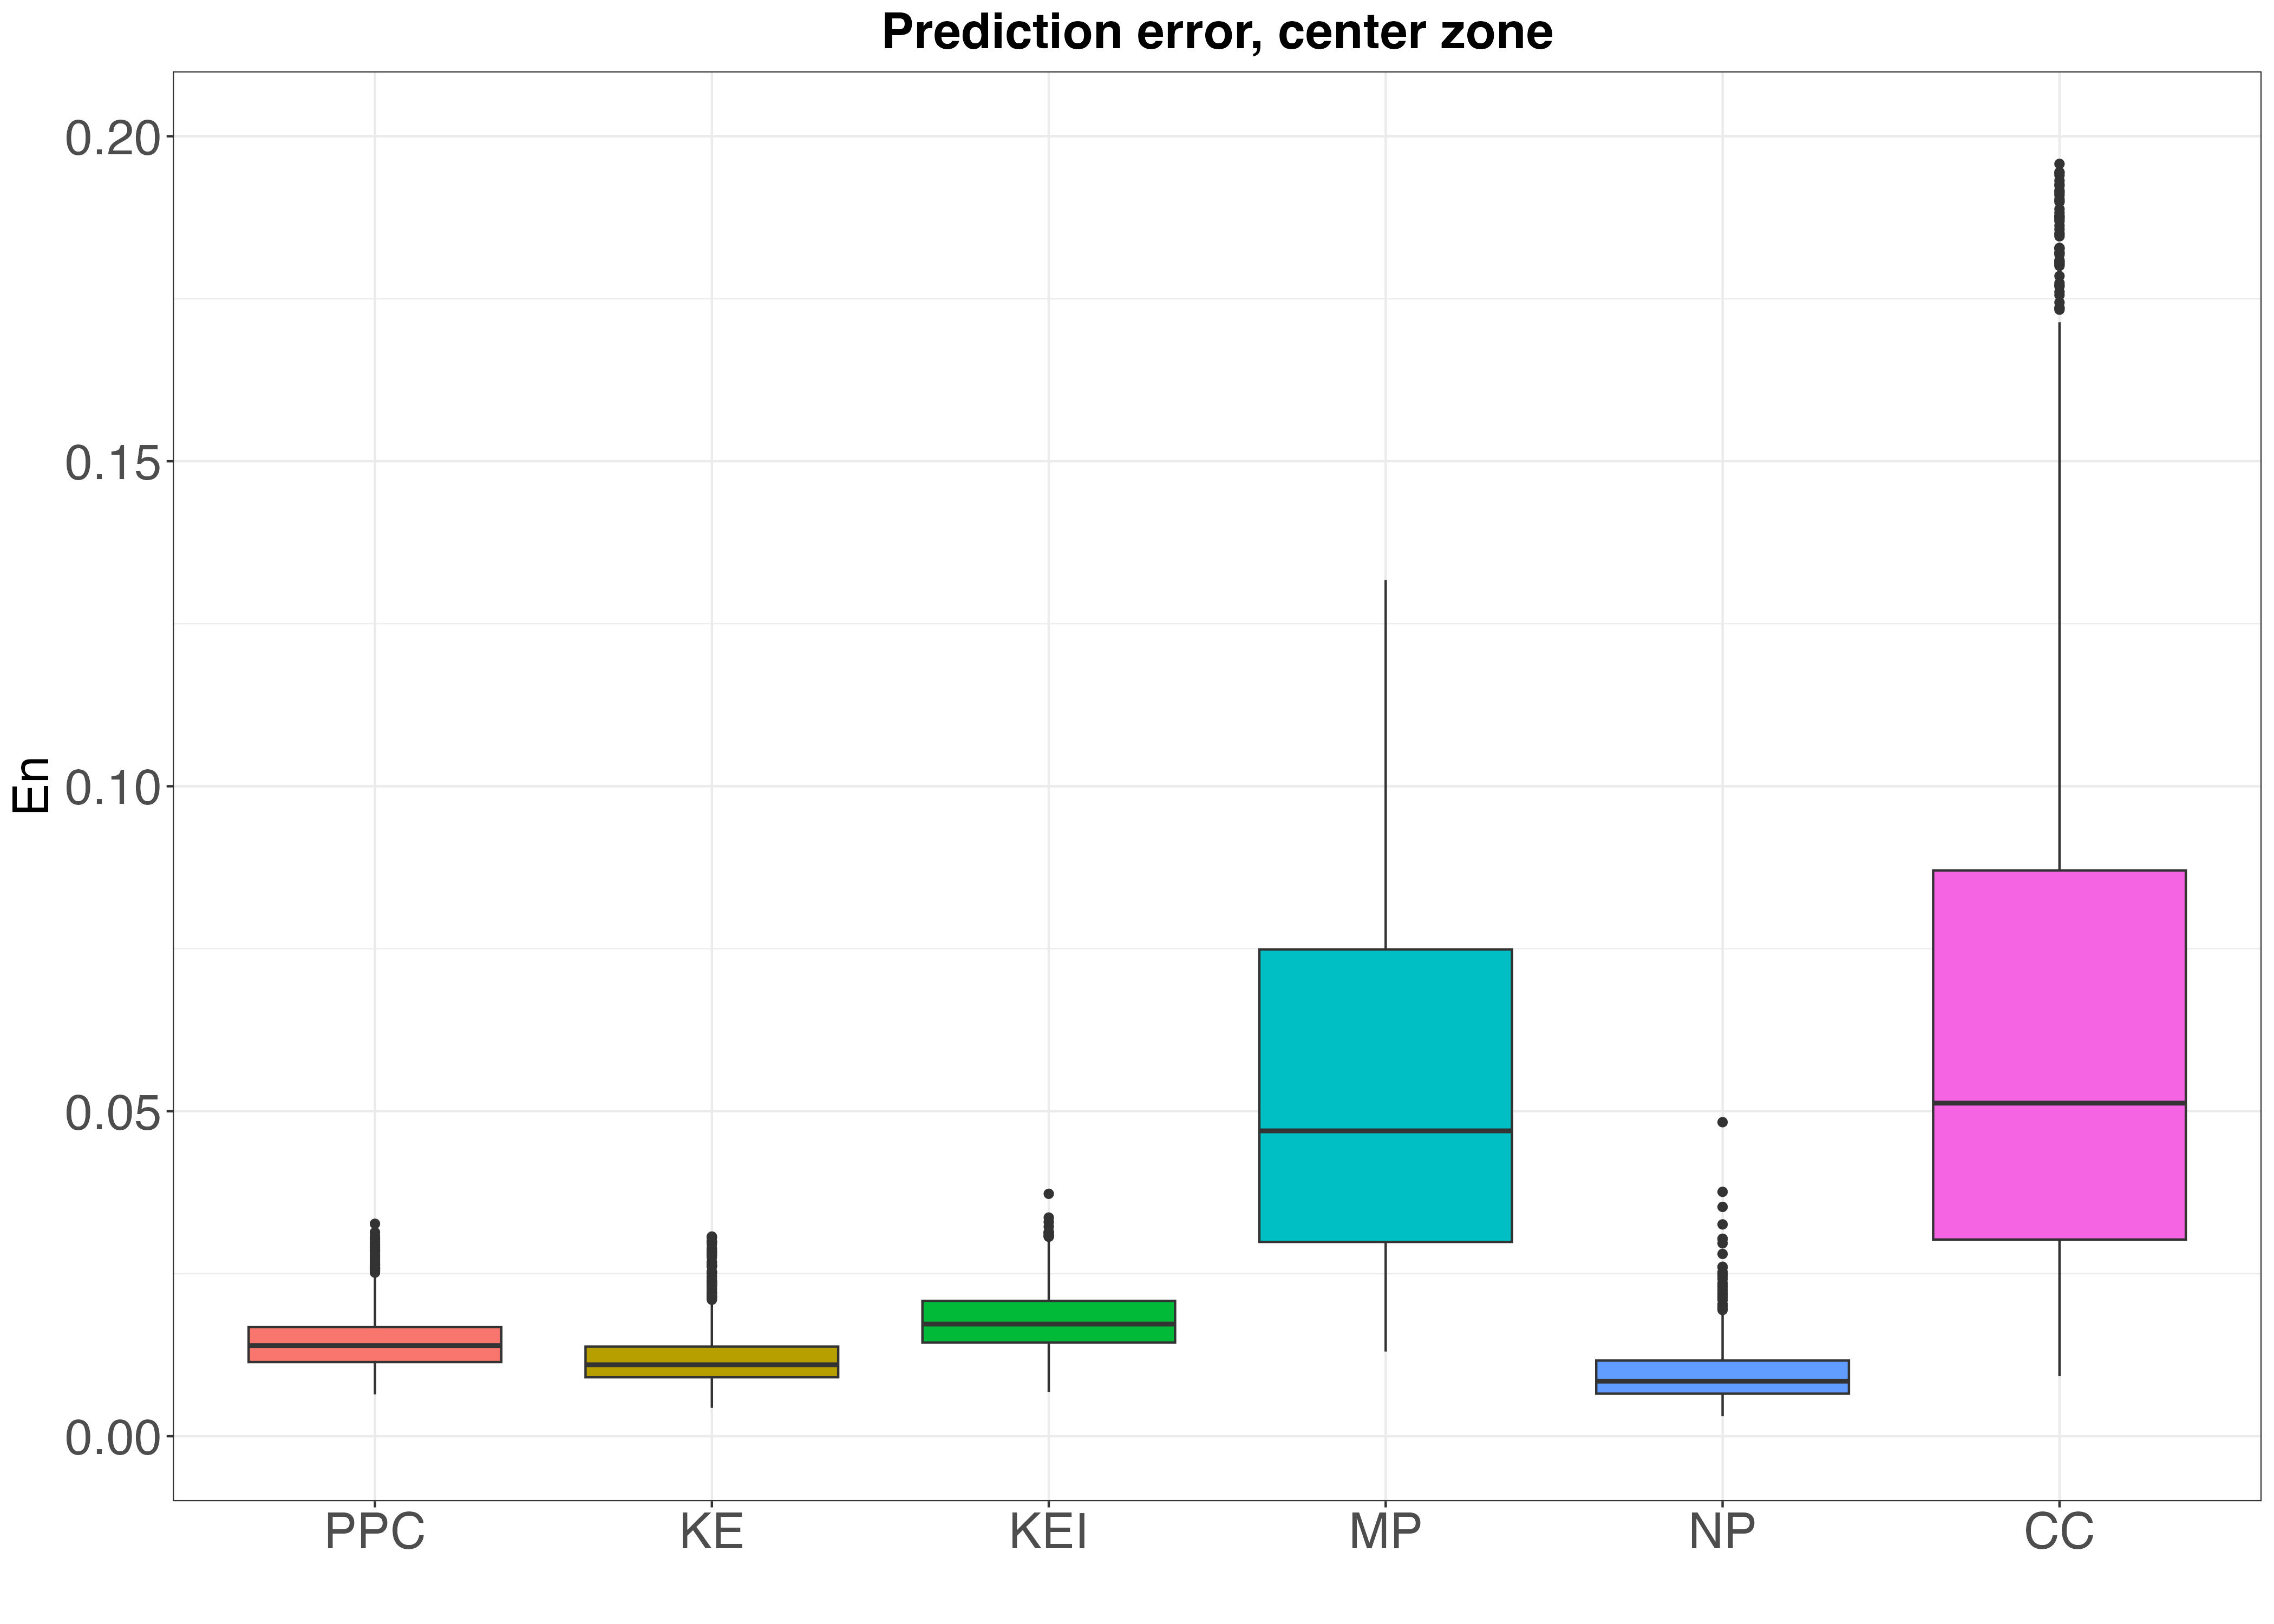 Prediction error, center zone
En
0.20
0.15
0.10
0.05
0.00
PPC KE KEI MP NP CC